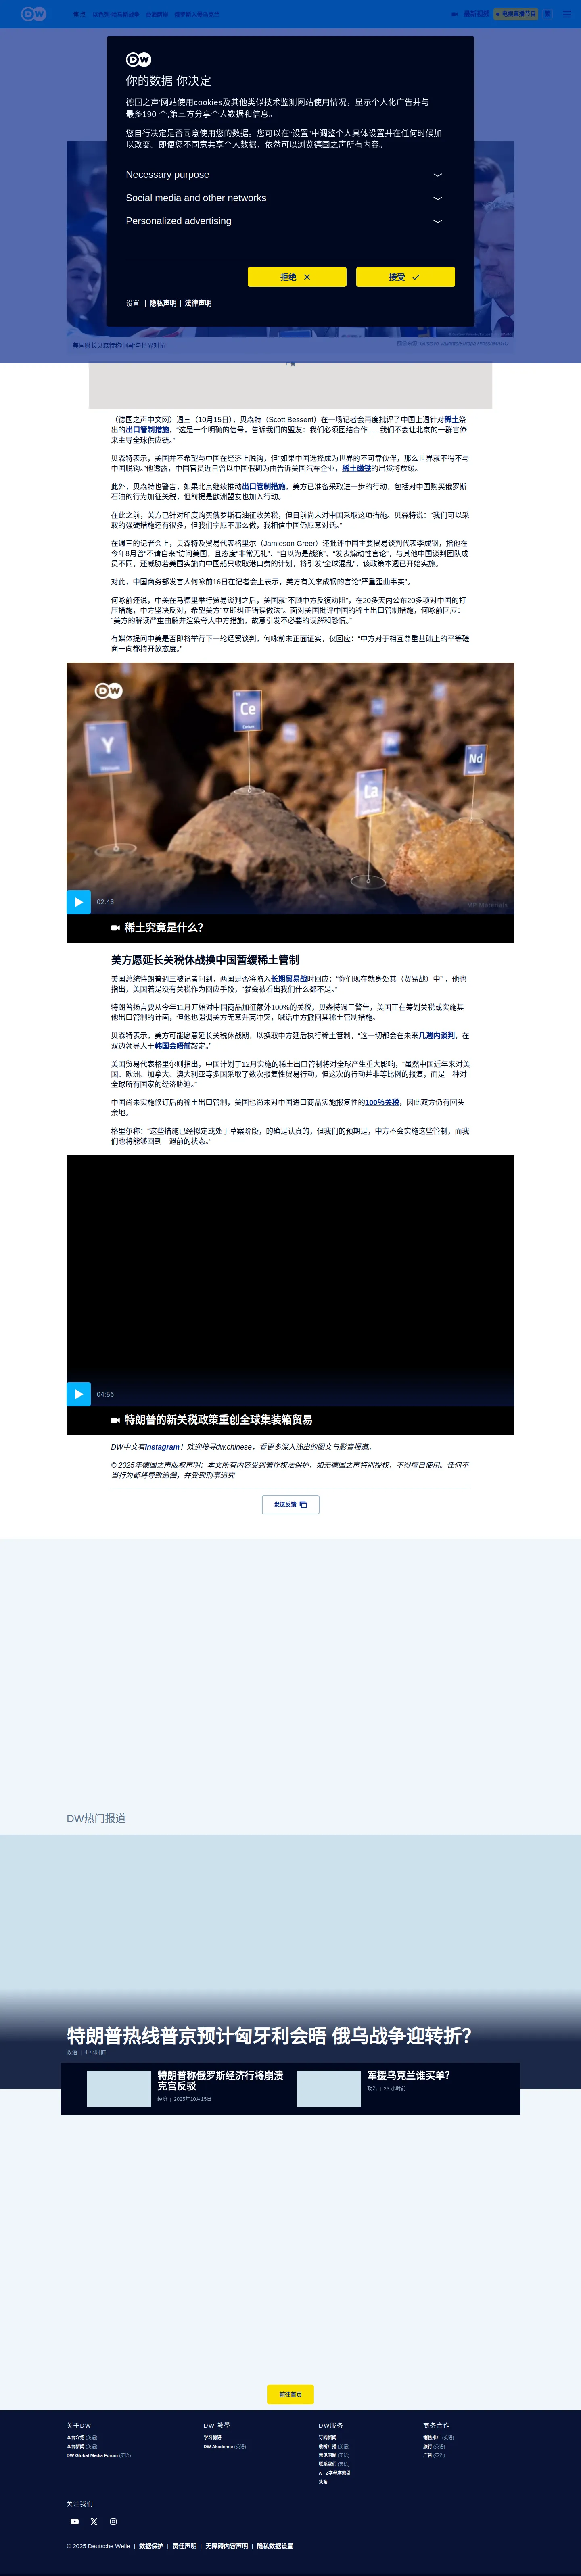 DW
最新视频
电视直播节目
你的数据 你决定
德国之声‘网站使用cookies及其他类似技术监测网站使用情况，显示个人化广告并与
最多190 个;第三方分享个人数据和信息。
您自行决定是否同意使用您的数据。您可以在“设置”中调整个人具体设置并在任何时候加
以改变。即便您不同意共享个人数据，依然可以浏览德国之声所有内容。
Necessary purpose
Social media and other networks
Personalized advertising
拒绝
接受
设置 | 隐私声明 | 法律声明
美国财长贝森特称中国“与世界对抗”
广告
（德国之声中文网）週三（10月15日），贝森特（Scott Bessent）在一场记者会再度批评了中国上週针对稀土祭
出的出口管制措施，“这是一个明确的信号，告诉我们的盟友：我们必须团结合作……我们不会让北京的一群官僚
来主导全球供应链。”
贝森特表示，美国并不希望与中国在经济上脱钩，但“如果中国选择成为世界的不可靠伙伴，那么世界就不得不与
中国脱钩。”他透露，中国官员近日曾以中国假期为由告诉美国汽车企业，稀土磁铁的出货将放缓。
此外，贝森特也警告，如果北京继续推动出口管制措施，美方已准备采取进一步的行动，包括对中国购买俄罗斯
石油的行为加征关税，但前提是欧洲盟友也加入行动。
在此之前，美方已针对印度购买俄罗斯石油征收关税，但目前尚未对中国采取这项措施。贝森特说：“我们可以采
取的强硬措施还有很多，但我们宁愿不那么做，我相信中国仍愿意对话。”
在週三的记者会上，贝森特及贸易代表格里尔（Jamieson Greer）还批评中国主要贸易谈判代表李成钢，指他在
今年8月曾“不请自来”访问美国，且态度“非常无礼”、“自以为是战狼”、“发表煽动性言论”，与其他中国谈判团队成
员不同，还威胁若美国实施向中国船只收取港口费的计划，将引发“全球混乱”，该政策本週已开始实施。
对此，中国商务部发言人何咏前16日在记者会上表示，美方有关李成钢的言论“严重歪曲事实”。
何咏前还说，中美在马德里举行贸易谈判之后，美国就“不顾中方反復劝阻”，在20多天内公布20多项对中国的打
压措施，中方坚决反对，希望美方“立即纠正错误做法”。面对美国批评中国的稀土出口管制措施，何咏前回应：
“美方的解读严重曲解并渲染夸大中方措施，故意引发不必要的误解和恐慌。”
有媒体提问中美是否即将举行下一轮经贸谈判，何咏前未正面证实，仅回应：“中方对于相互尊重基础上的平等磋
商一向都持开放态度。”
DW
Y
Ce
La
Nd
MP Materials
02:43
稀土究竟是什么？
美方愿延长关税休战换中国暂缓稀土管制
美国总统特朗普週三被记者问到，两国是否将陷入长期贸易战时回应：“你们现在就身处其（贸易战）中” ，他也
指出，美国若是没有关税作为回应手段，“就会被看出我们什么都不是。”
特朗普扬言要从今年11月开始对中国商品加征额外100%的关税，贝森特週三警告，美国正在筹划关税或实施其
他出口管制的计画，但他也强调美方无意升高冲突，喊话中方撤回其稀土管制措施。
贝森特表示，美方可能愿意延长关税休战期，以换取中方延后执行稀土管制，“这一切都会在未来几週内谈判，在
双边领导人于韩国会晤前敲定。”
美国贸易代表格里尔则指出，中国计划于12月实施的稀土出口管制将对全球产生重大影响，“虽然中国近年来对美
国、欧洲、加拿大、澳大利亚等多国采取了数次报复性贸易行动，但这次的行动并非等比例的报复，而是一种对
全球所有国家的经济胁迫。”
中国尚未实施修订后的稀土出口管制，美国也尚未对中国进口商品实施报复性的100%关税，因此双方仍有回头
余地。
格里尔称：“这些措施已经拟定或处于草案阶段，的确是认真的，但我们的预期是，中方不会实施这些管制，而我
们也将能够回到一週前的状态。”
04:56
特朗普的新关税政策重创全球集装箱贸易
DW中文有Instagram！欢迎搜寻dw.chinese，看更多深入浅出的图文与影音报道。
© 2025年德国之声版权声明：本文所有内容受到著作权法保护，如无德国之声特别授权，不得擅自使用。任何不
当行为都将导致追偿，并受到刑事追究
发送反馈
DW热门报道
特朗普热线普京预计匈牙利会晤 俄乌战争迎转折？
政治 | 4 小时前
特朗普称俄罗斯经济行将崩溃
克宫反驳
经济 | 2025年10月15日
军援乌克兰谁买单？
政治 | 23 小时前
前往首页
关于DW
本台介绍 (英语)
本台新闻 (英语)
DW Global Media Forum (英语)
DW 教學
学习德语
DW Akademie (英语)
DW服务
订阅新闻
收听广播 (英语)
常见问题 (英语)
联系我们 (英语)
A - Z字母序索引
头条
商务合作
销售推广 (英语)
旅行 (英语)
广告 (英语)
关注我们
© 2025 Deutsche Welle | 数据保护 | 责任声明 | 无障碍内容声明 | 隐私数据设置